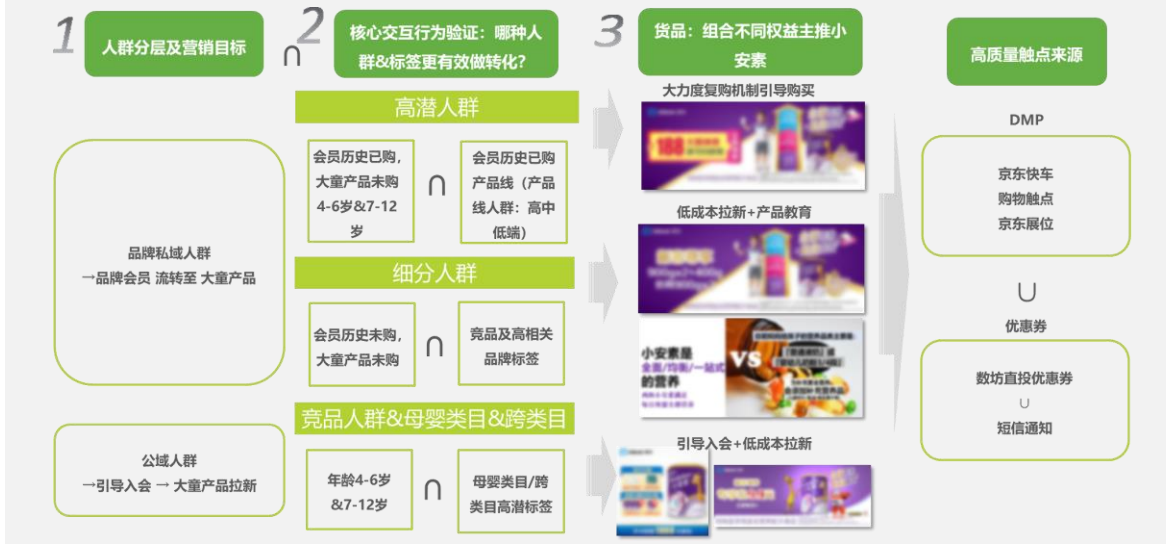 1
人群分层及营销目标
∩
2
核心交互行为验证：哪种人
群&标签更有效做转化？
3
货品：组合不同权益主推小
安素
高质量触点来源
品牌私域人群
→品牌会员 流转至 大童产品
公域人群
→引导入会 → 大童产品拉新
高潜人群
会员历史已购，
大童产品未购
4-6岁&7-12
岁
∩
会员历史已购
产品线（产品
线人群：高中
低端）
细分人群
会员历史未购，
大童产品未购
∩
竞品及高相关
品牌标签
竞品人群&母婴类目&跨类目
年龄4-6岁
&7-12岁
∩
母婴类目/跨
类目高潜标签
大力度复购机制引导购买
188
低成本拉新+产品教育
小安素是
全面/均衡/一站式
的营养
VS
引导入会+低成本拉新
DMP
京东快车
购物触点
京东展位
∪
优惠券
数坊直投优惠券
∪
短信通知